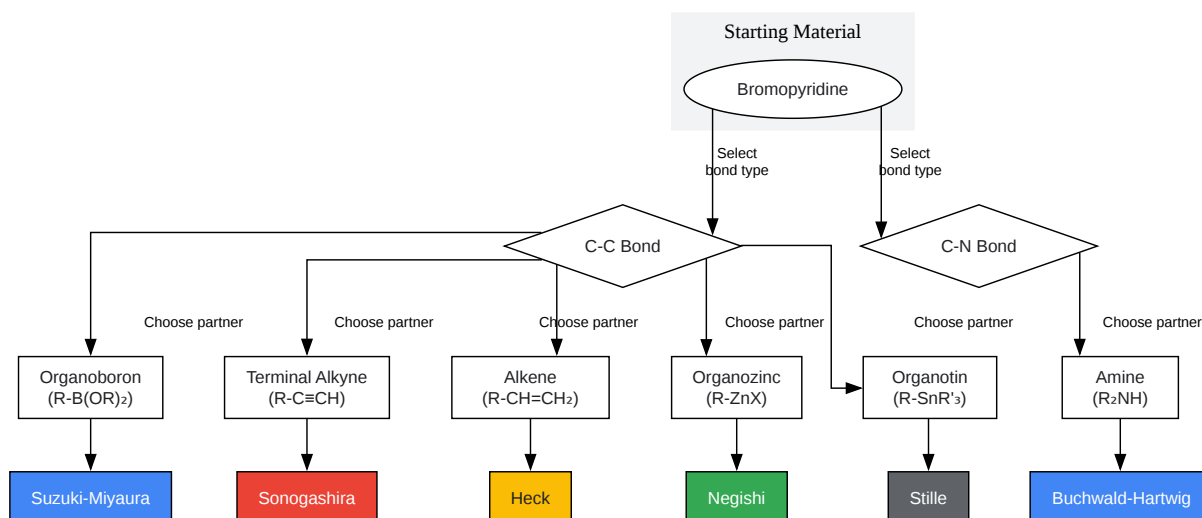 Starting Material
Bromopyridine
Select
bond type
Select
bond type
C-C Bond
C-N Bond
Choose partner
Choose partner
Choose partner
Choose partner
Choose partner
Choose partner
Organoboron
(R-B(OR)₂)
Terminal Alkyne
(R-C≡CH)
Alkene
(R-CH=CH₂)
Organozinc
(R-ZnX)
Organotin
(R-SnR'₃)
Amine
(R₂NH)
Suzuki-Miyaura
Sonogashira
Heck
Negishi
Stille
Buchwald-Hartwig